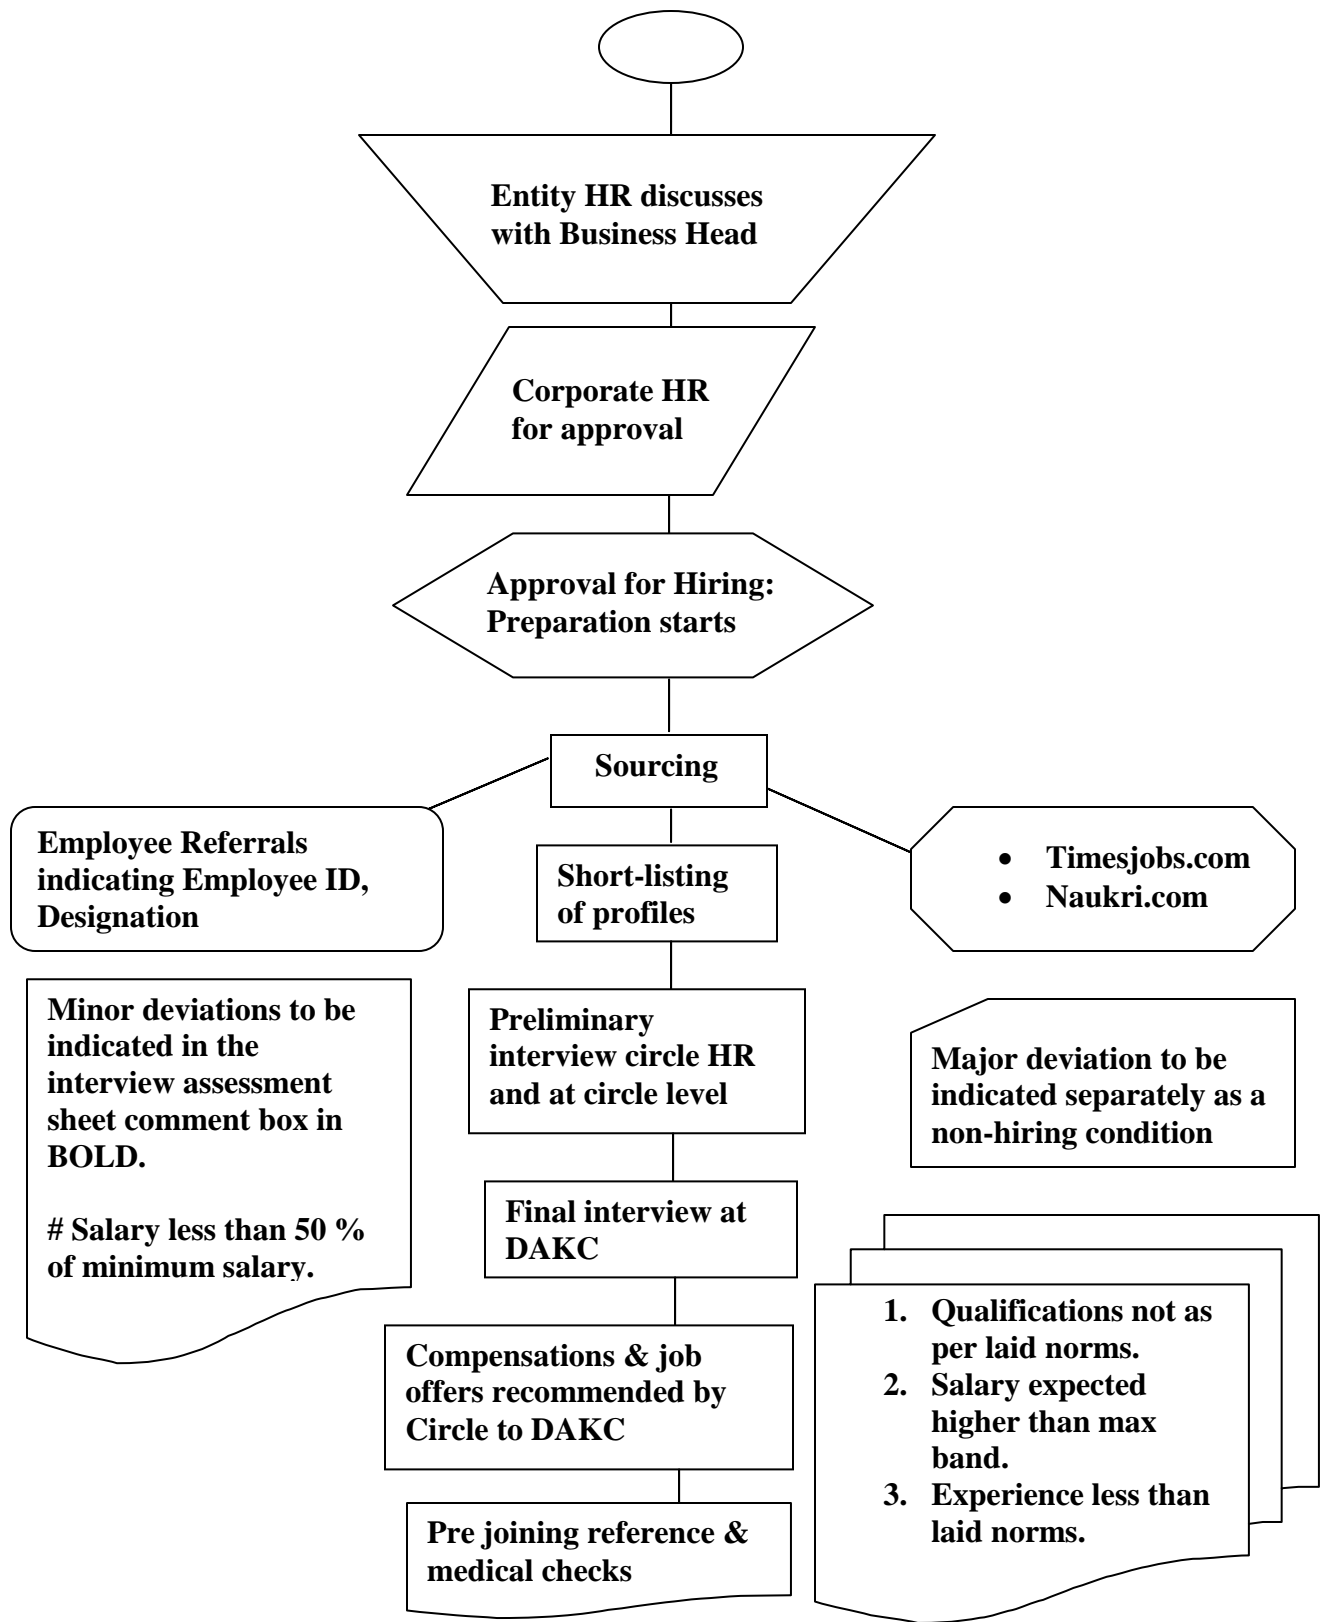 Entity HR discusses
with Business Head
Corporate HR
for approval
Approval for Hiring:
Preparation starts
Sourcing
Employee Referrals
indicating Employee ID,
Designation
Short-listing
of profiles
• Timesjobs.com
• Naukri.com
Minor deviations to be
indicated in the
interview assessment
sheet comment box in
BOLD.
# Salary less than 50 %
of minimum salary.
Preliminary
interview circle HR
and at circle level
Major deviation to be
indicated separately as a
non-hiring condition
Final interview at
DAKC
Compensations & job
offers recommended by
Circle to DAKC
1. Qualifications not as
per laid norms.
2. Salary expected
higher than max
band.
3. Experience less than
laid norms.
Pre joining reference &
medical checks